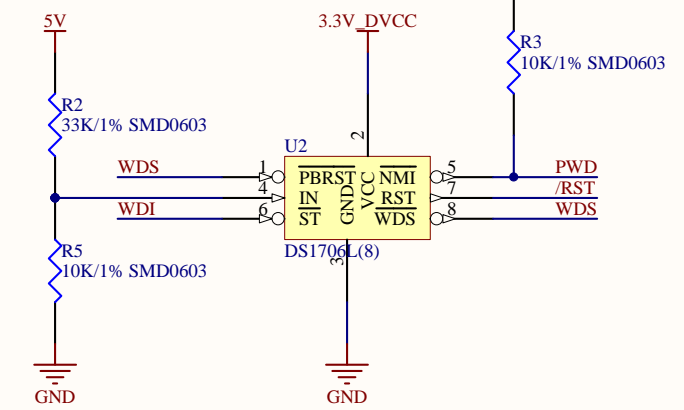 5V
3.3V_DVCC
R3
10K/1% SMD0603
R2
33K/1% SMD0603
U2
2
WDS
1
PBRST
NMI
5
PWD
4
IN
GND
VCC
RST
7
/RST
WDI
6
ST
WDS
8
WDS
DS1706L(8)
3
R5
10K/1% SMD0603
GND
GND